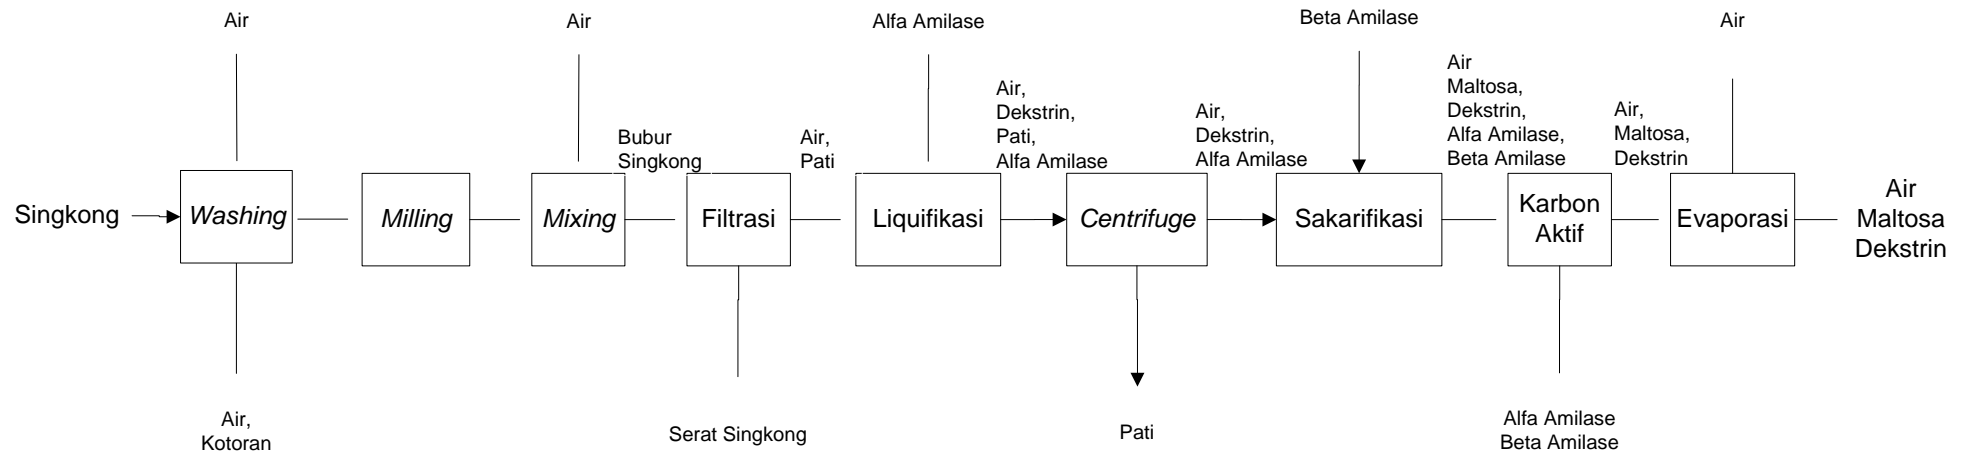 Air
Air
Alfa Amilase
Beta Amilase
Air
Bubur
Singkong
Air,
Pati
Air,
Dekstrin,
Pati,
Alfa Amilase
Air,
Dekstrin,
Alfa Amilase
Air
Maltosa,
Dekstrin,
Alfa Amilase,
Beta Amilase
Air,
Maltosa,
Dekstrin
Singkong
Washing
Milling
Mixing
Filtrasi
Liquifikasi
Centrifuge
Sakarifikasi
Karbon
Aktif
Evaporasi
Air
Maltosa
Dekstrin
Air,
Kotoran
Serat Singkong
Pati
Alfa Amilase
Beta Amilase